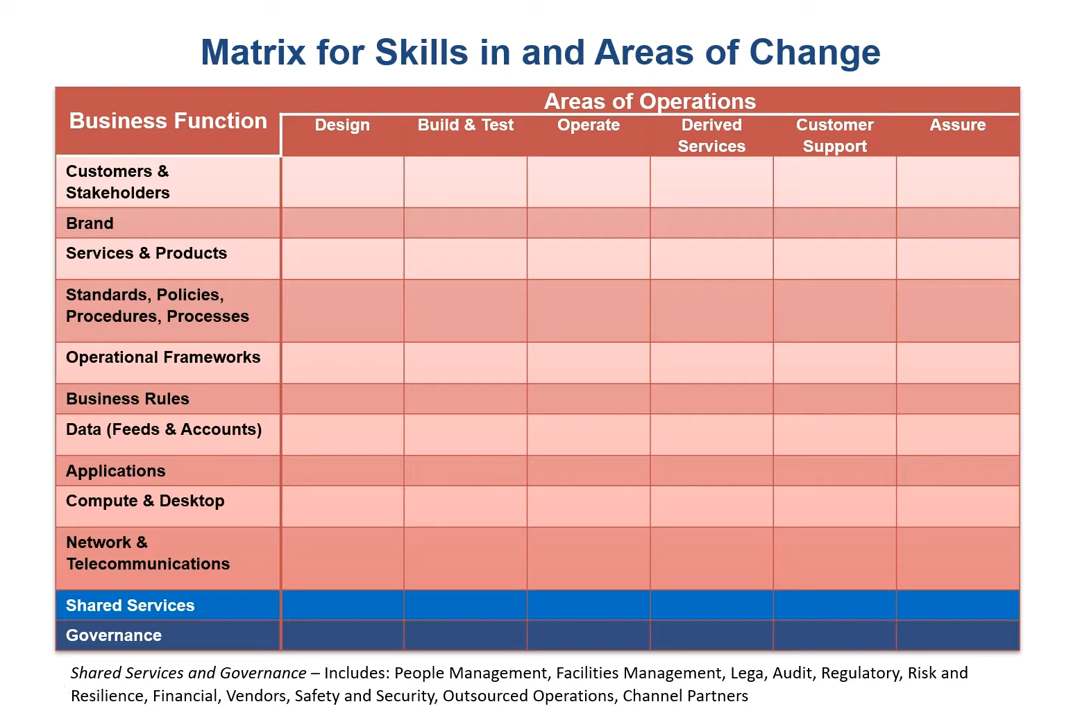 Matrix for Skills in and Areas of Change
Business Function
Areas of Operations
Design
Build & Test
Operate
Derived
Services
Customer
Support
Assure
Customers &
Stakeholders
Brand
Services & Products
Standards, Policies,
Procedures, Processes
Operational Frameworks
Business Rules
Data (Feeds & Accounts)
Applications
Compute & Desktop
Network &
Telecommunications
Shared Services
Governance
Shared Services and Governance – Includes: People Management, Facilities Management, Lega, Audit, Regulatory, Risk and
Resilience, Financial, Vendors, Safety and Security, Outsourced Operations, Channel Partners